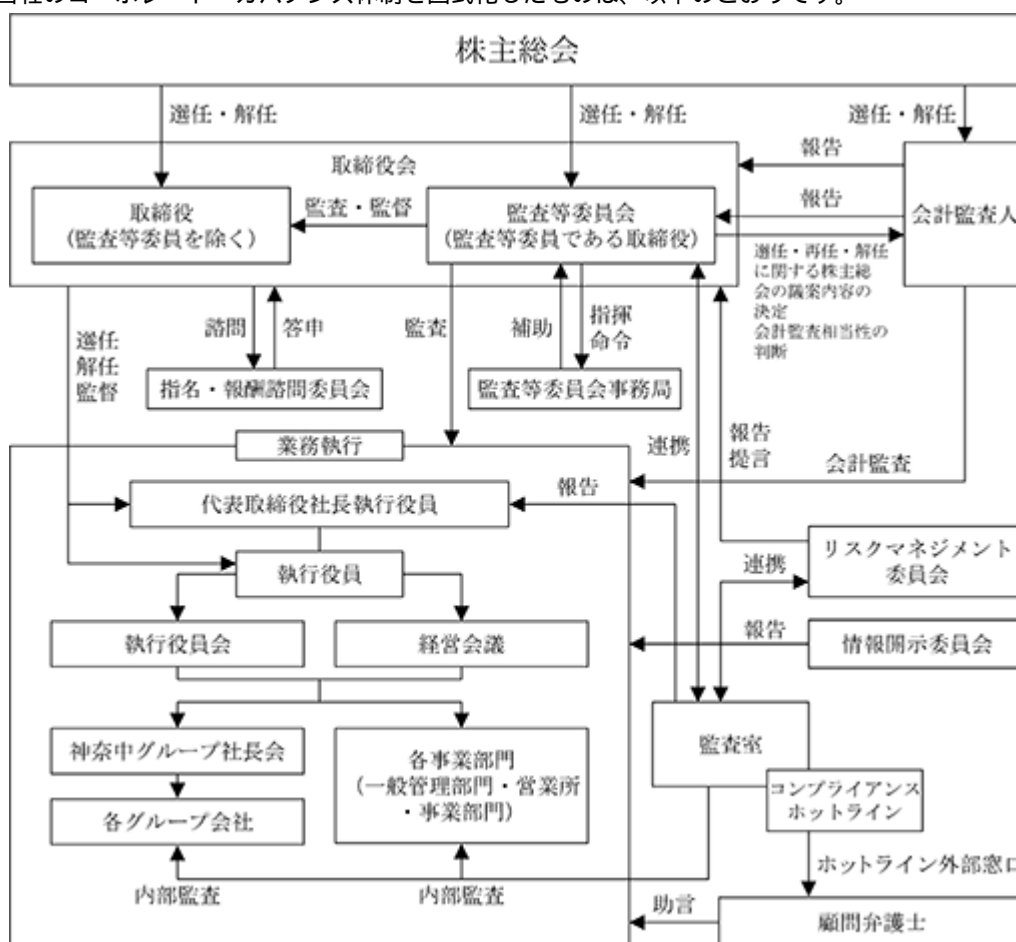 当社のコーポレート・ガバナンス体制を図式化したものは、以下のとおりです。
株主総会
選任・解任
選任・解任
選任・解任
取締役会
報告
取締役
(監査等委員を除く)
監査・監督
監査等委員会
(監査等委員である取締役)
報告
会計監査人
選任・再任・解任
に関する株主総
会の議案内容の
決定
会計監査相当性の
判断
選任
解任
監督
諮問
答申
監査
補助
指揮
命令
指名・報酬諮問委員会
監査等委員会事務局
業務執行
連携
報告
提言
会計監査
代表取締役社長執行役員
報告
リスクマネジメント
委員会
執行役員
連携
執行役員会
経営会議
報告
情報開示委員会
神奈中グループ社長会
各事業部門
(一般管理部門・営業所
・事業部門)
監査室
各グループ会社
コンプライアンス
ホットライン
内部監査
内部監査
ホットライン外部窓口
助言
顧問弁護士